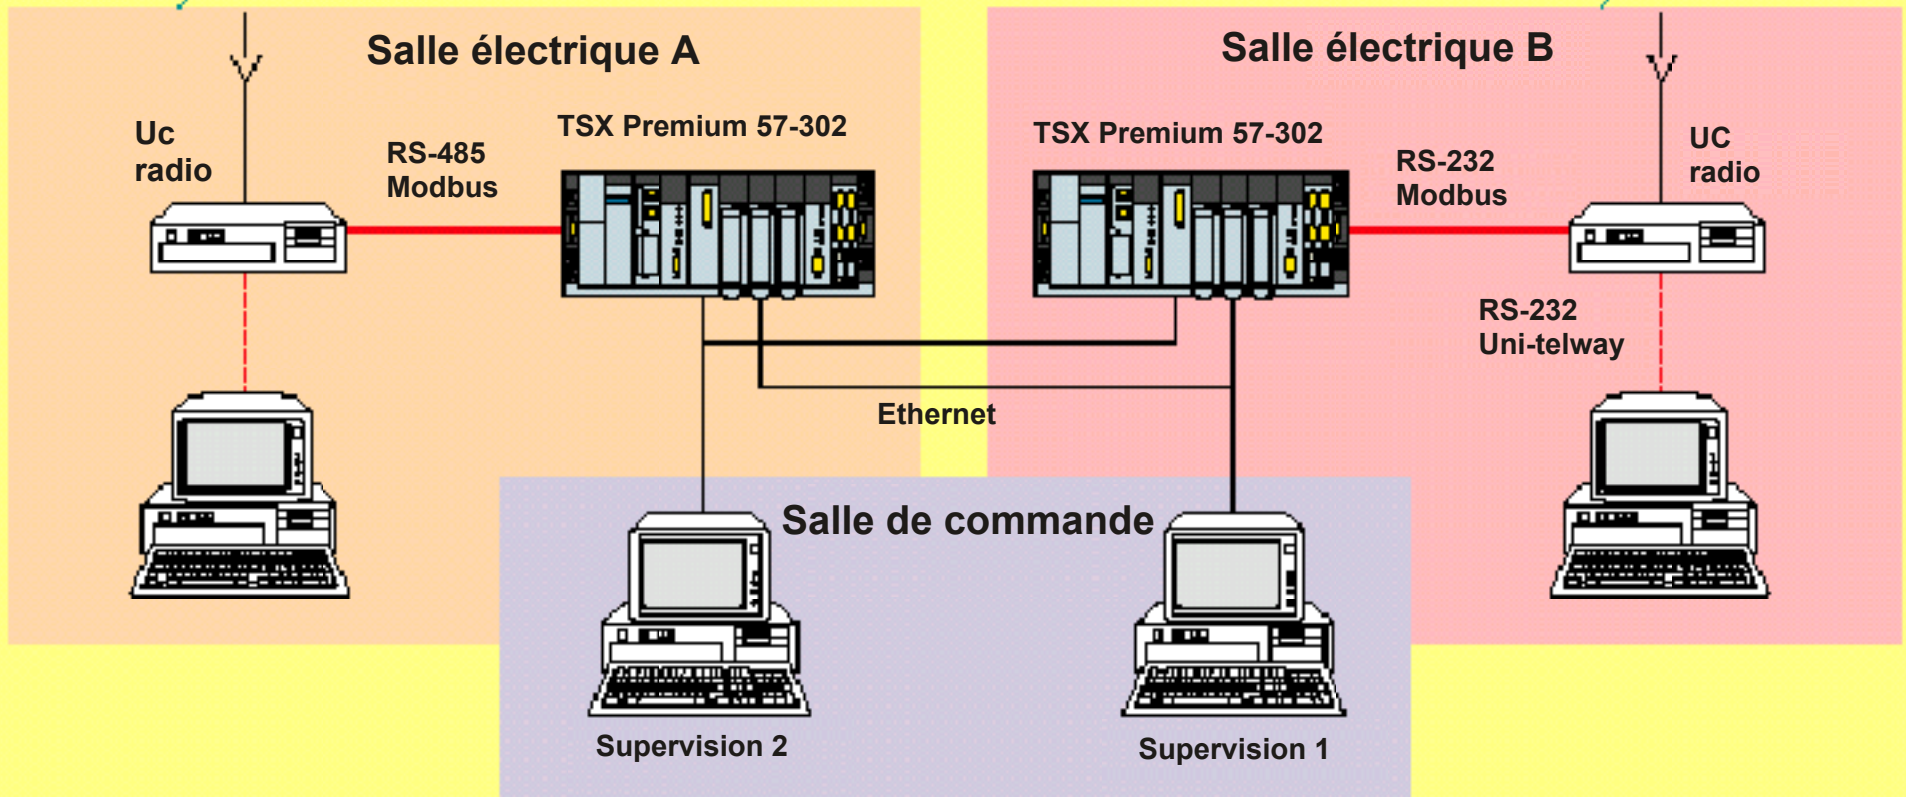 Salle électrique A
Salle électrique B
Uc
radio
RS-485
Modbus
TSX Premium 57-302
TSX Premium 57-302
RS-232
Modbus
UC
radio
RS-232
Uni-telway
Ethernet
Salle de commande
Supervision 2
Supervision 1